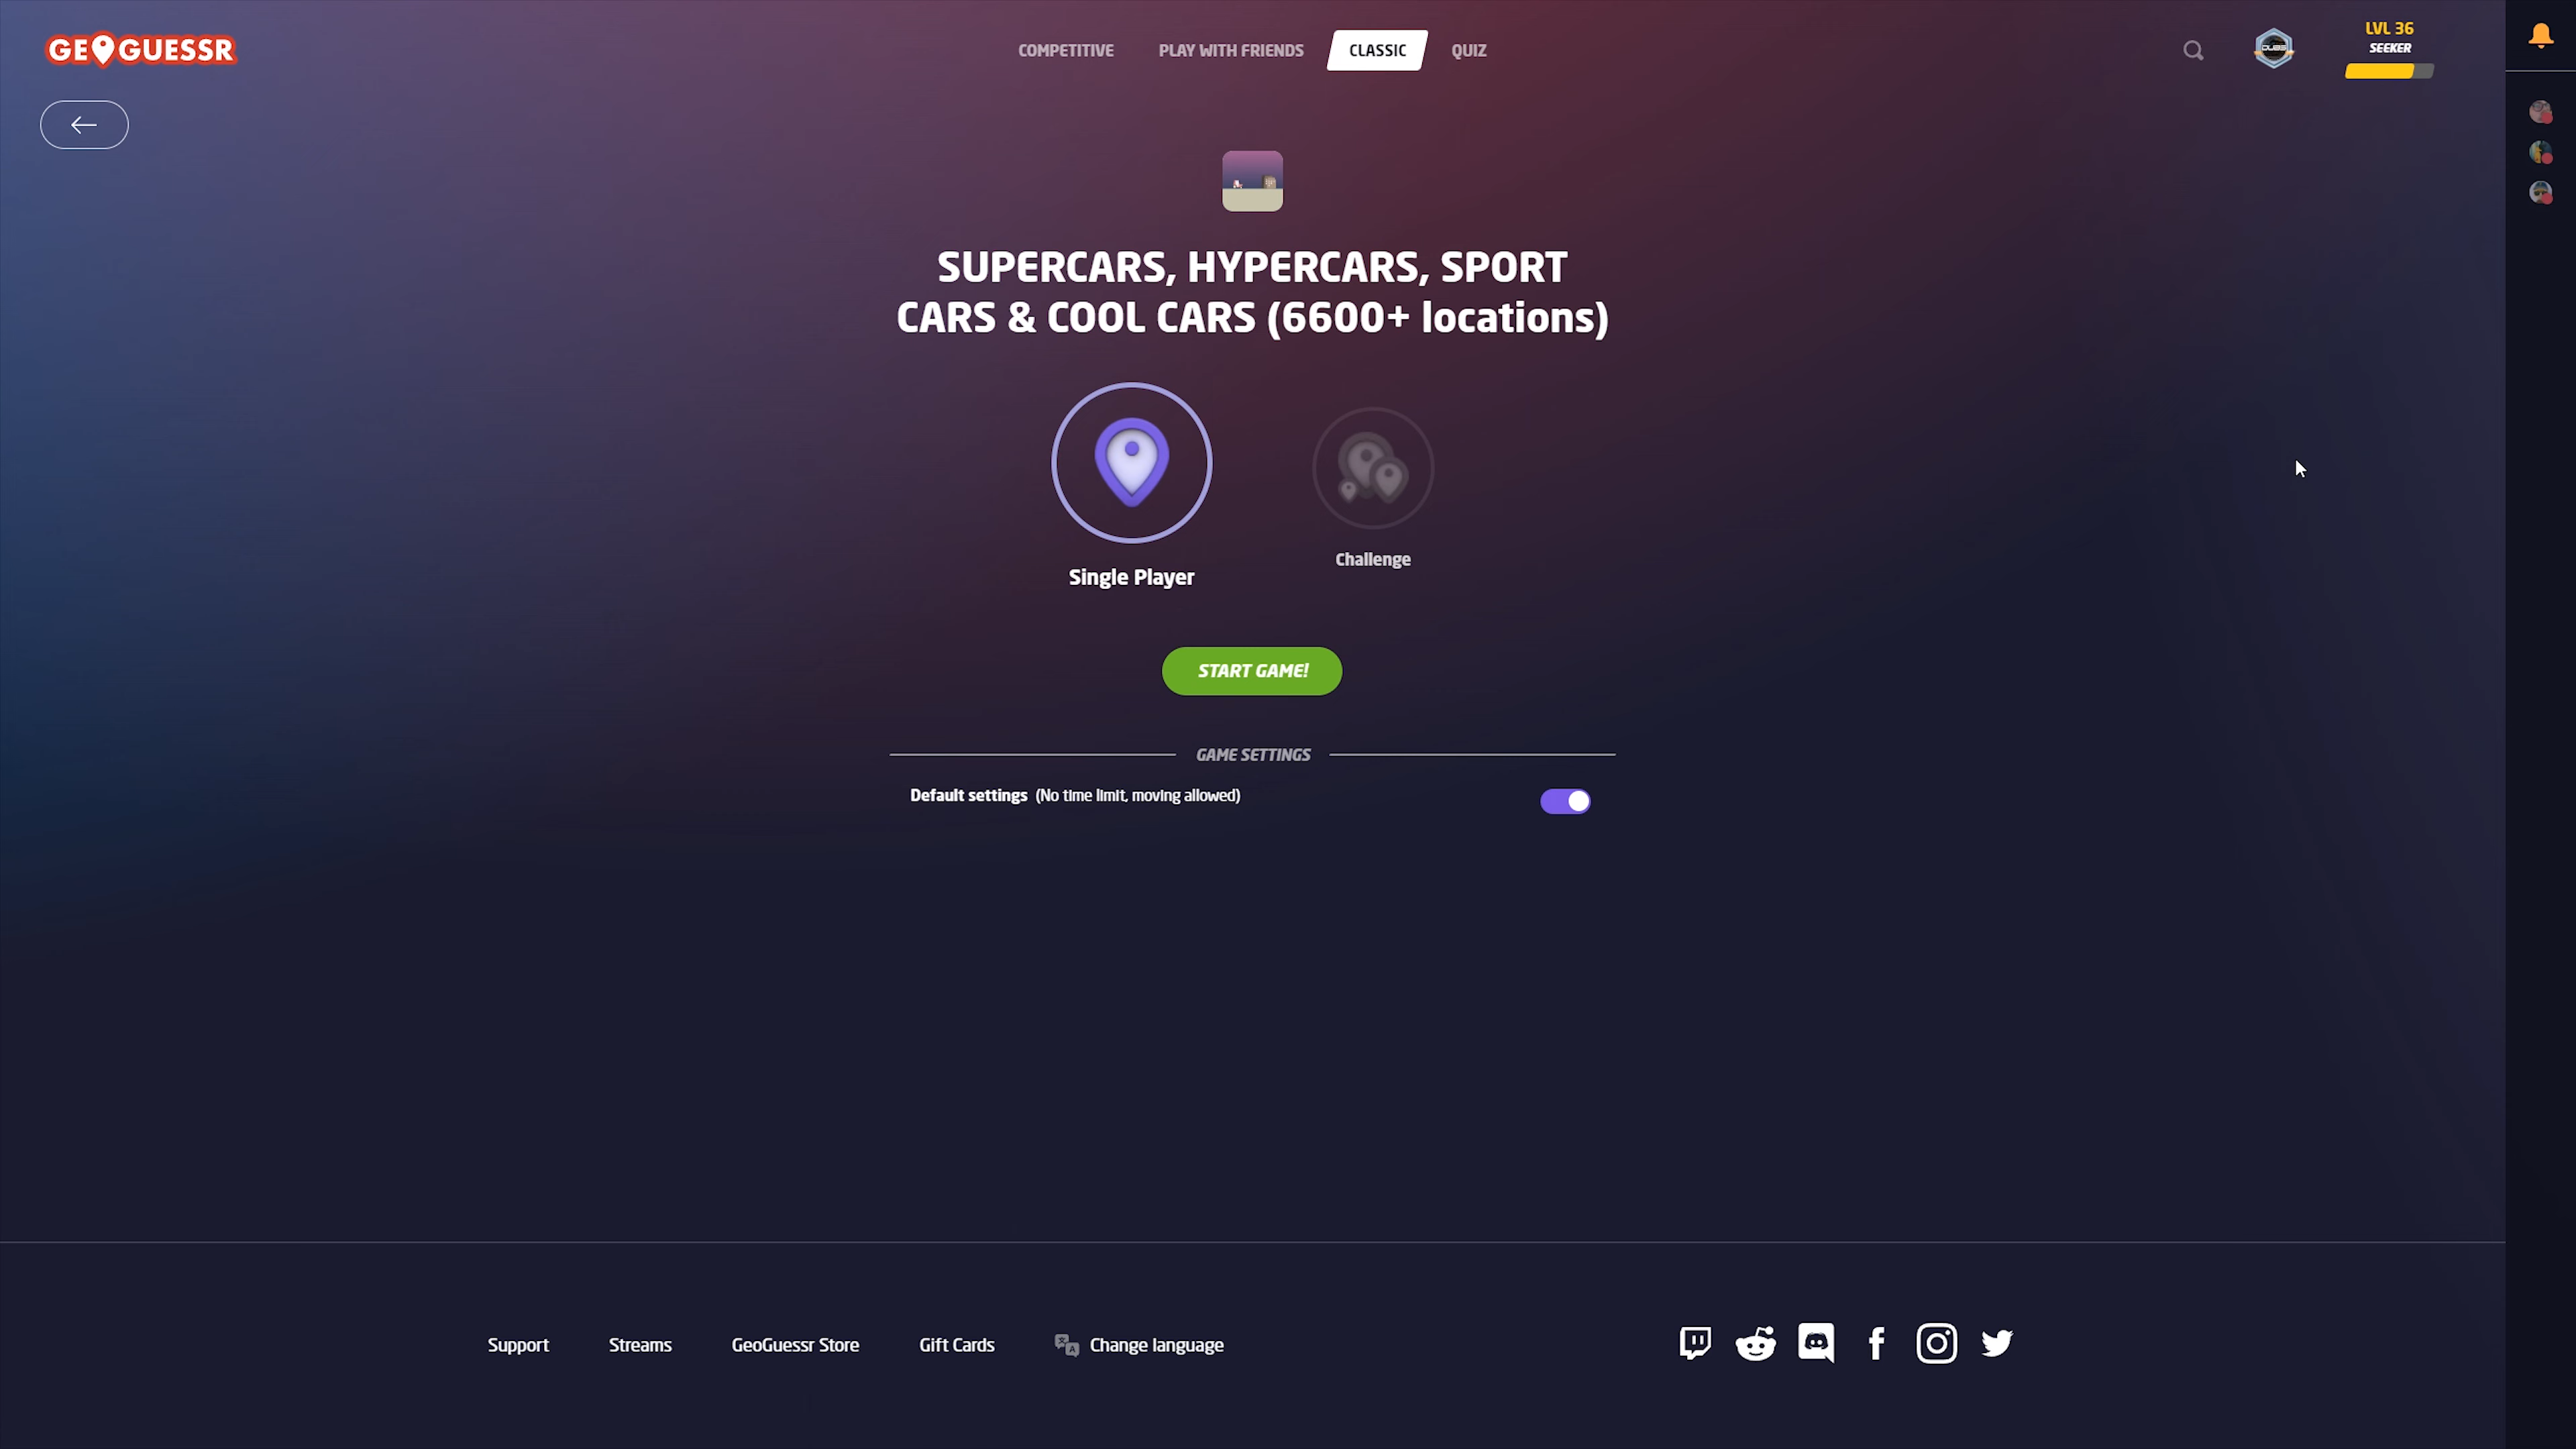 GEOGUESSR
COMPETITIVE
PLAY WITH FRIENDS
CLASSIC
QUIZ
LVL 36
SEEKER
SUPERCARS, HYPERCARS, SPORT
CARS & COOL CARS (6600+ locations)
Single Player
Challenge
START GAME!
GAME SETTINGS
Default settings (No time limit, moving allowed)
Support
Streams
GeoGuessr Store
Gift Cards
Change language